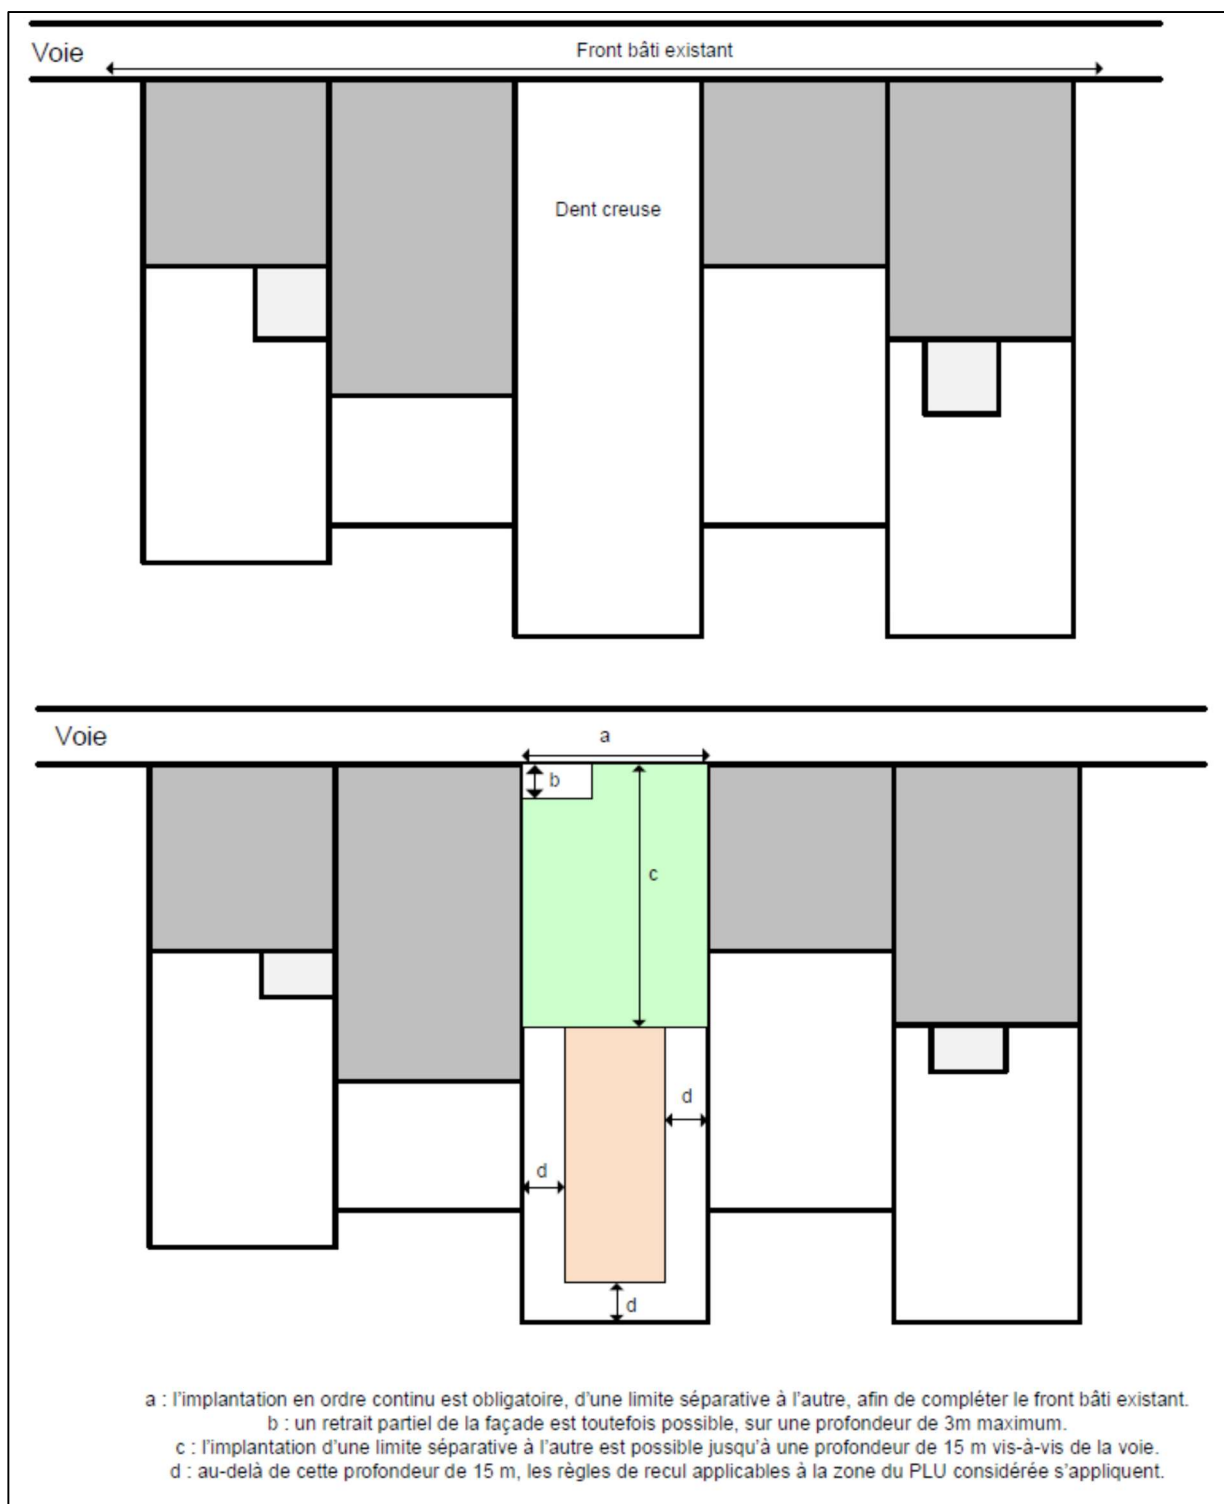 Voie
Front bâti existant
Dent creuse
Voie
a
b
c
d
d
d
a : l'implantation en ordre continu est obligatoire, d'une limite séparative à l'autre, afin de compléter le front bâti existant.
b : un retrait partiel de la façade est toutefois possible, sur une profondeur de 3m maximum.
c : l'implantation d'une limite séparative à l'autre est possible jusqu'à une profondeur de 15 m vis-à-vis de la voie.
d : au-delà de cette profondeur de 15 m, les règles de recul applicables à la zone du PLU considérée s'appliquent.